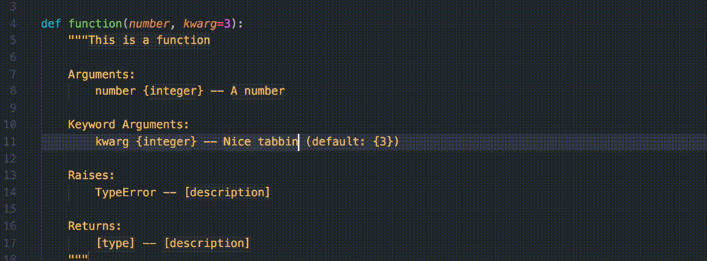 3
4 def function(number, kwarg=3):
5 """This is a function
6
7 Arguments:
8 number {integer} -- A number
9
10 Keyword Arguments:
11 kwarg {integer} -- Nice tabbin (default: {3})
12
13 Raises:
14 TypeError -- [description]
15
16 Returns:
17 [type] -- [description]
18 """